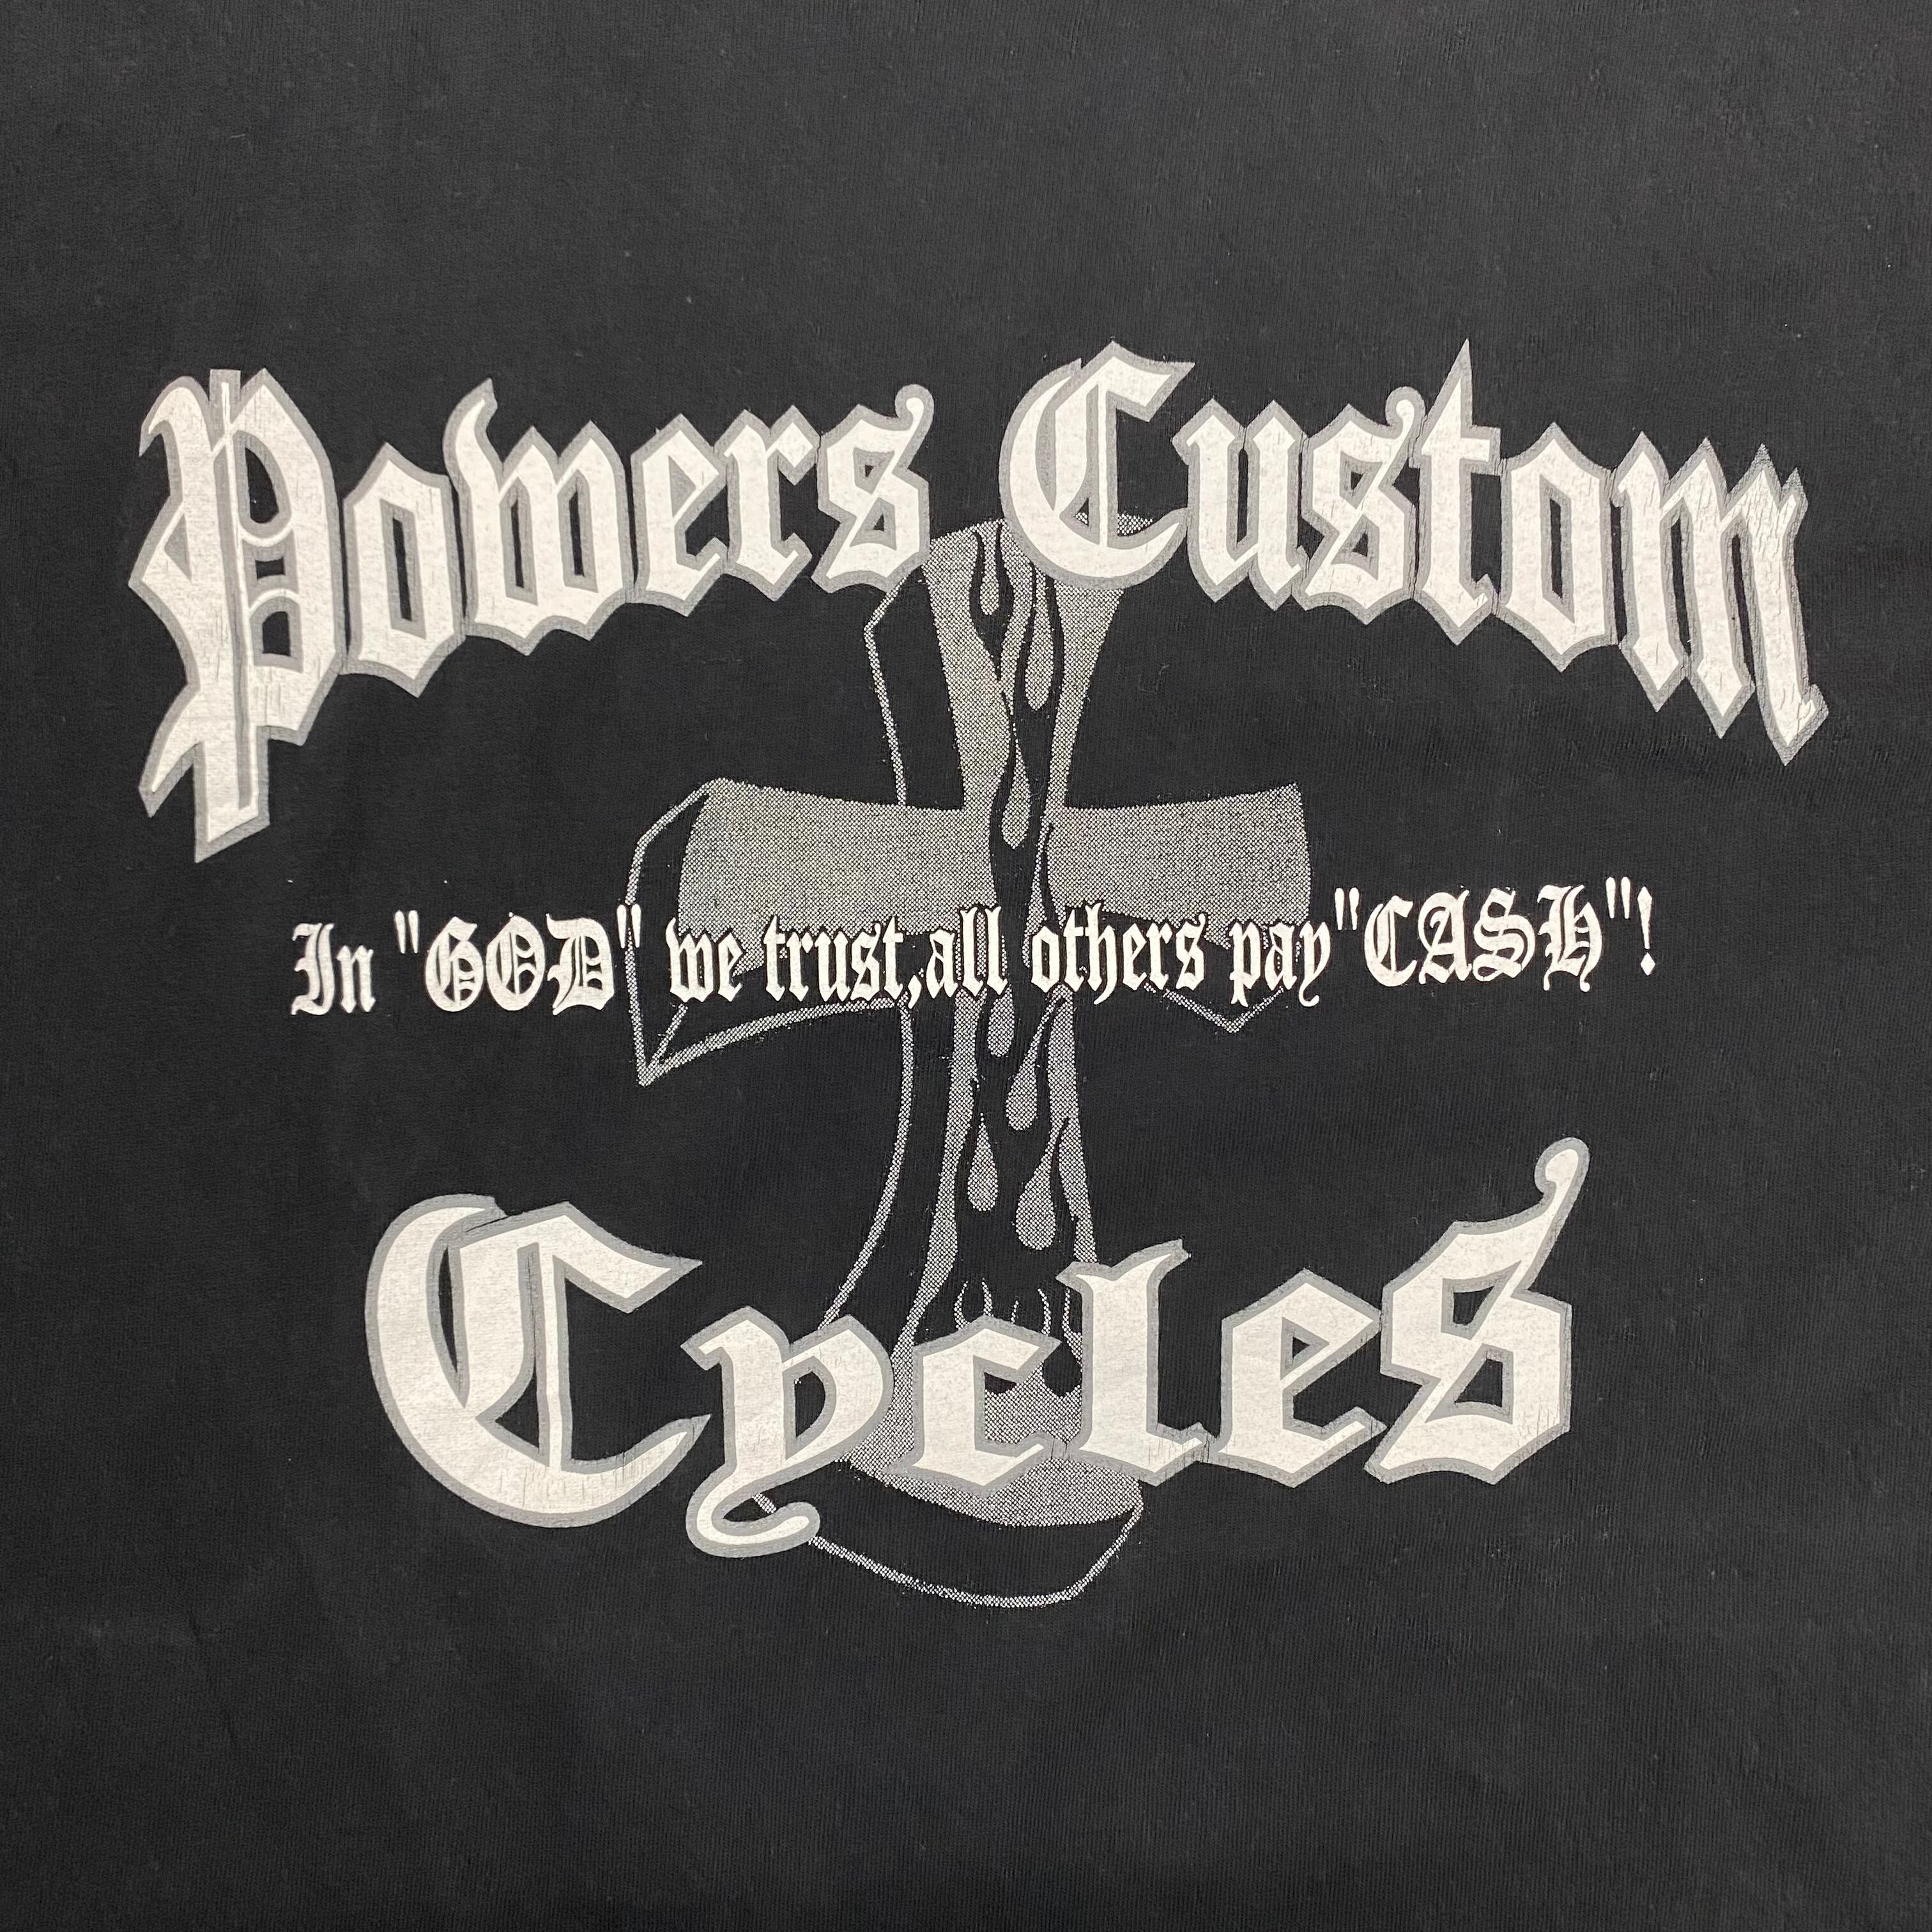 Powers Custom
In "GOD" we trust,all others pay"CASH"!
Cycles